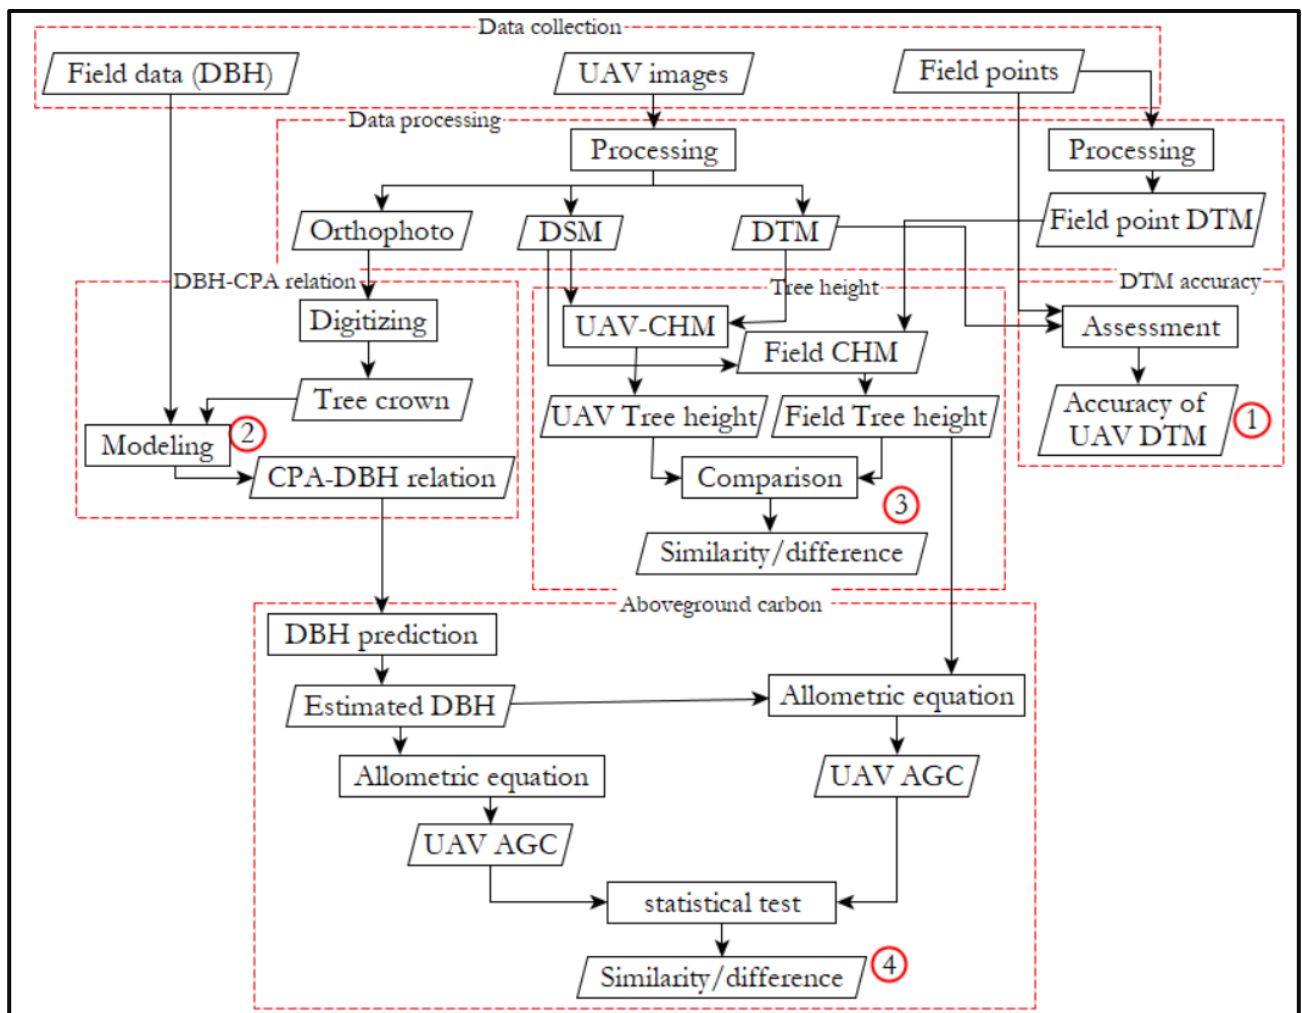 Data collection
Field data (DBH)
UAV images
Field points
Data processing
Processing
Processing
Orthophoto
DSM
DTM
Field point DTM
DBH-CPA relation
Tree height
DTM accuracy
Digitizing
UAV-CHM
Field CHM
Assessment
Tree crown
UAV Tree height
Field Tree height
Accuracy of
UAV DTM
1
Modeling
2
CPA-DBH relation
Comparison
3
Similarity/difference
Aboveground carbon
DBH prediction
Estimated DBH
Allometric equation
Allometric equation
UAV AGC
UAV AGC
statistical test
Similarity/difference
4